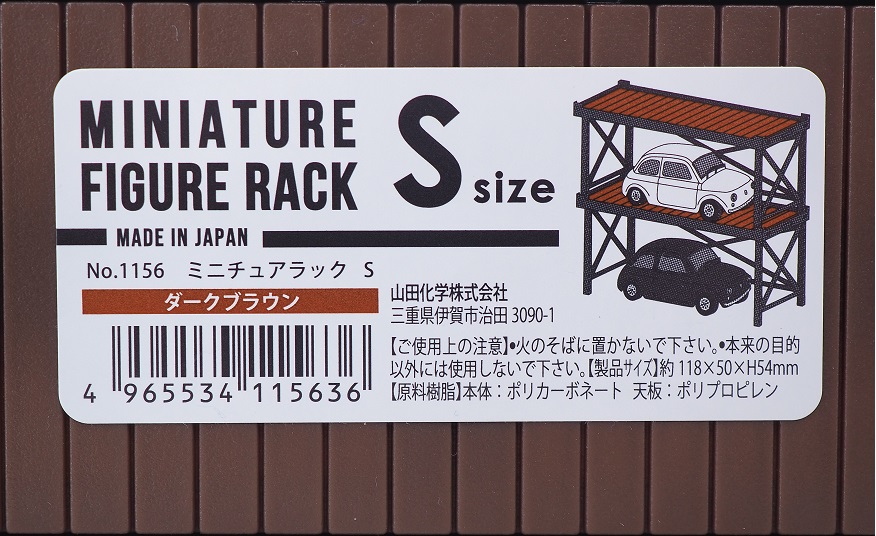 MINIATURE
FIGURE RACK
S size
MADE IN JAPAN
No.1156 ミニチュアラック S
ダークブラウン
4 965534 115636
山田化学株式会社
三重県伊賀市治田 3090-1
【ご使用上の注意】•火のそばに置かないで下さい。•本来の目的
以外には使用しないで下さい。【製品サイズ】約 118×50×H54mm
【原料樹脂】本体：ポリカーボネート 天板：ポリプロピレン